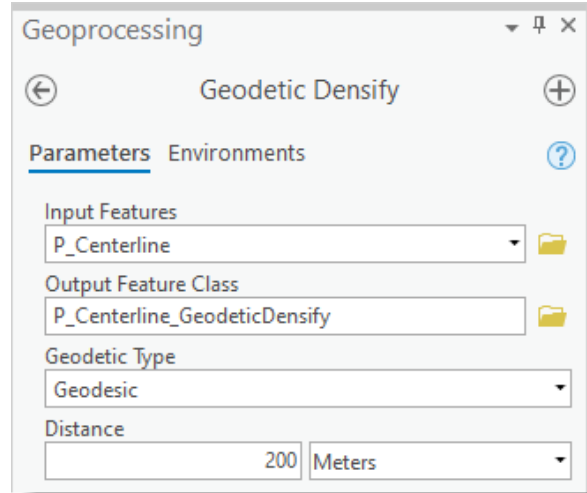 Geoprocessing
Geodetic Densify
Parameters Environments
Input Features
P_Centerline
Output Feature Class
P_Centerline_GeodeticDensify
Geodetic Type
Geodesic
Distance
200 Meters